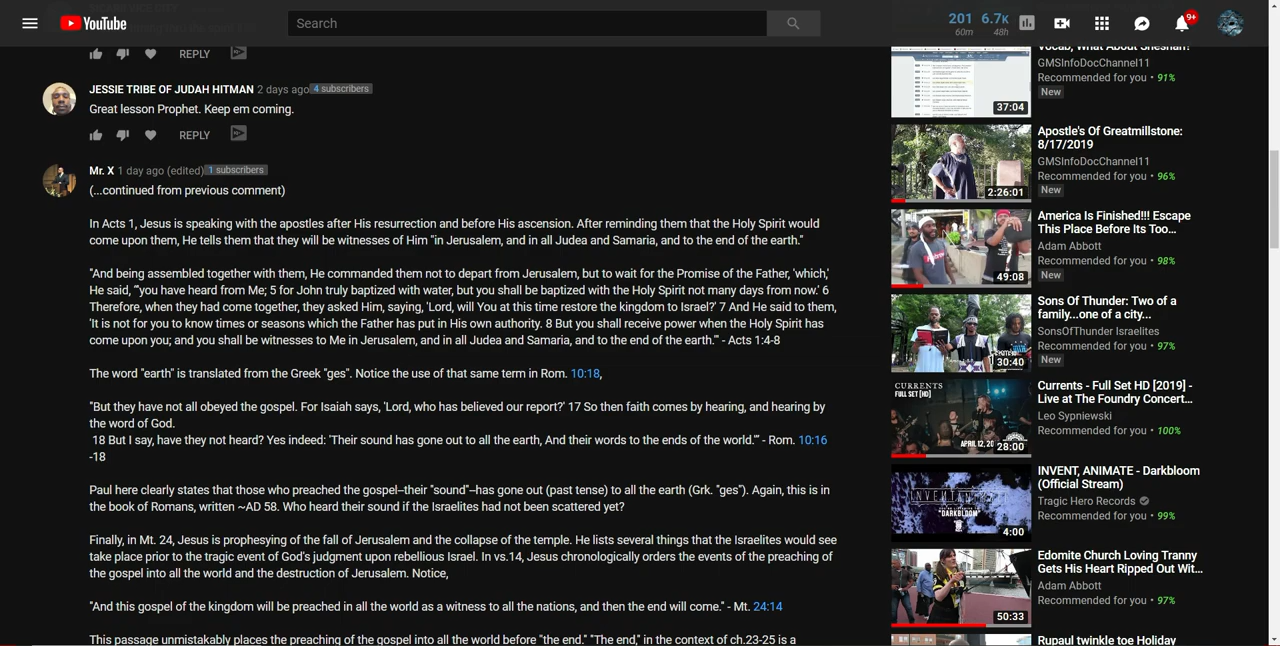 YouTube
Search
201 6.7K
60m 48h
9+
REPLY
2 days ago
Great lesson Elder Rawchaa and Gabar. Keep pushing.
REPLY
Mr. X 1 day ago (edited) 1 subscribers
(...continued from previous comment)
In Acts 1, Jesus is speaking with the apostles after His resurrection and before His ascension. After reminding them that the Holy Spirit would
come upon them, He tells them that they will be witnesses of Him "in Jerusalem, and in all Judea and Samaria, and to the end of the earth."
"And being assembled together with them, He commanded them not to depart from Jerusalem, but to wait for the Promise of the Father, 'which,'
He said, '"you have heard from Me; 5 for John truly baptized with water, but you shall be baptized with the Holy Spirit not many days from now.' 6
Therefore, when they had come together, they asked Him, saying, 'Lord, will You at this time restore the kingdom to Israel?' 7 And He said to them,
'It is not for you to know times or seasons which the Father has put in His own authority. 8 But you shall receive power when the Holy Spirit has
come upon you; and you shall be witnesses to Me in Jerusalem, and in all Judea and Samaria, and to the end of the earth.'" - Acts 1:4-8
The word "earth" is translated from the Greek word "ges". Notice the use of that same term in Rom. 10:18,
"But they have not all obeyed the gospel. For Isaiah says, 'Lord, who has believed our report?' 17 So then faith comes by hearing, and hearing by
the word of God.
18 But I say, have they not heard? Yes indeed: 'Their sound has gone out to all the earth, And their words to the ends of the world.'" - Rom. 10:16
-18
Paul here clearly states that those who preached the gospel--their "sound"--has gone out (past tense) to all the earth (Grk. "ges"). Again, this is in
the book of Romans, written ~AD57. Who heard their sound if the Israelites hadn't been scattered yet?
Finally, in Mt. 24, Jesus is prophesying the fall of Jerusalem and the collapse of the temple. He lists several things that the Israelites would see
take place prior to the tragic event of God's judgment upon rebellious Israel. In vs.14, Jesus chronologically orders the events of the preaching of
the gospel into all the world and the destruction of Jerusalem. Notice,
"And this gospel of the kingdom will be preached in all the world as a witness to all the nations, and then the end will come." - Mt. 24:14
This passage unmistakably places the preaching of the gospel into all the world before "the end." "The end," in the context of ch.23-25 is a
Vocab, What About Sheshan?
GMSInfoDocChannel11
Recommended for you • 91%
New
37:04
Apostle's Of Greatmillstone:
8/17/2019
GMSInfoDocChannel11
Recommended for you • 96%
New
2:26:01
America Is Finished!!! Escape
This Place Before Its Too...
Adam Abbott
Recommended for you • 98%
New
49:08
Sons Of Thunder: Two of a
family...one of a city...
SonsOfThunder Israelites
Recommended for you • 97%
New
30:40
CURRENTS
FULL SET [HD]
APRIL 12, 20
28:00
Currents - Full Set HD [2019] -
Live at The Foundry Concert...
Leo Sypniewski
Recommended for you • 100%
INVENT ANIMATE
"DARKBLOOM"
4:00
INVENT, ANIMATE - Darkbloom
(Official Stream)
Tragic Hero Records
Recommended for you • 99%
Edomite Church Loving Tranny
Gets His Heart Ripped Out Wit...
Adam Abbott
Recommended for you • 97%
50:33
Rupaul twinkle toe Holiday